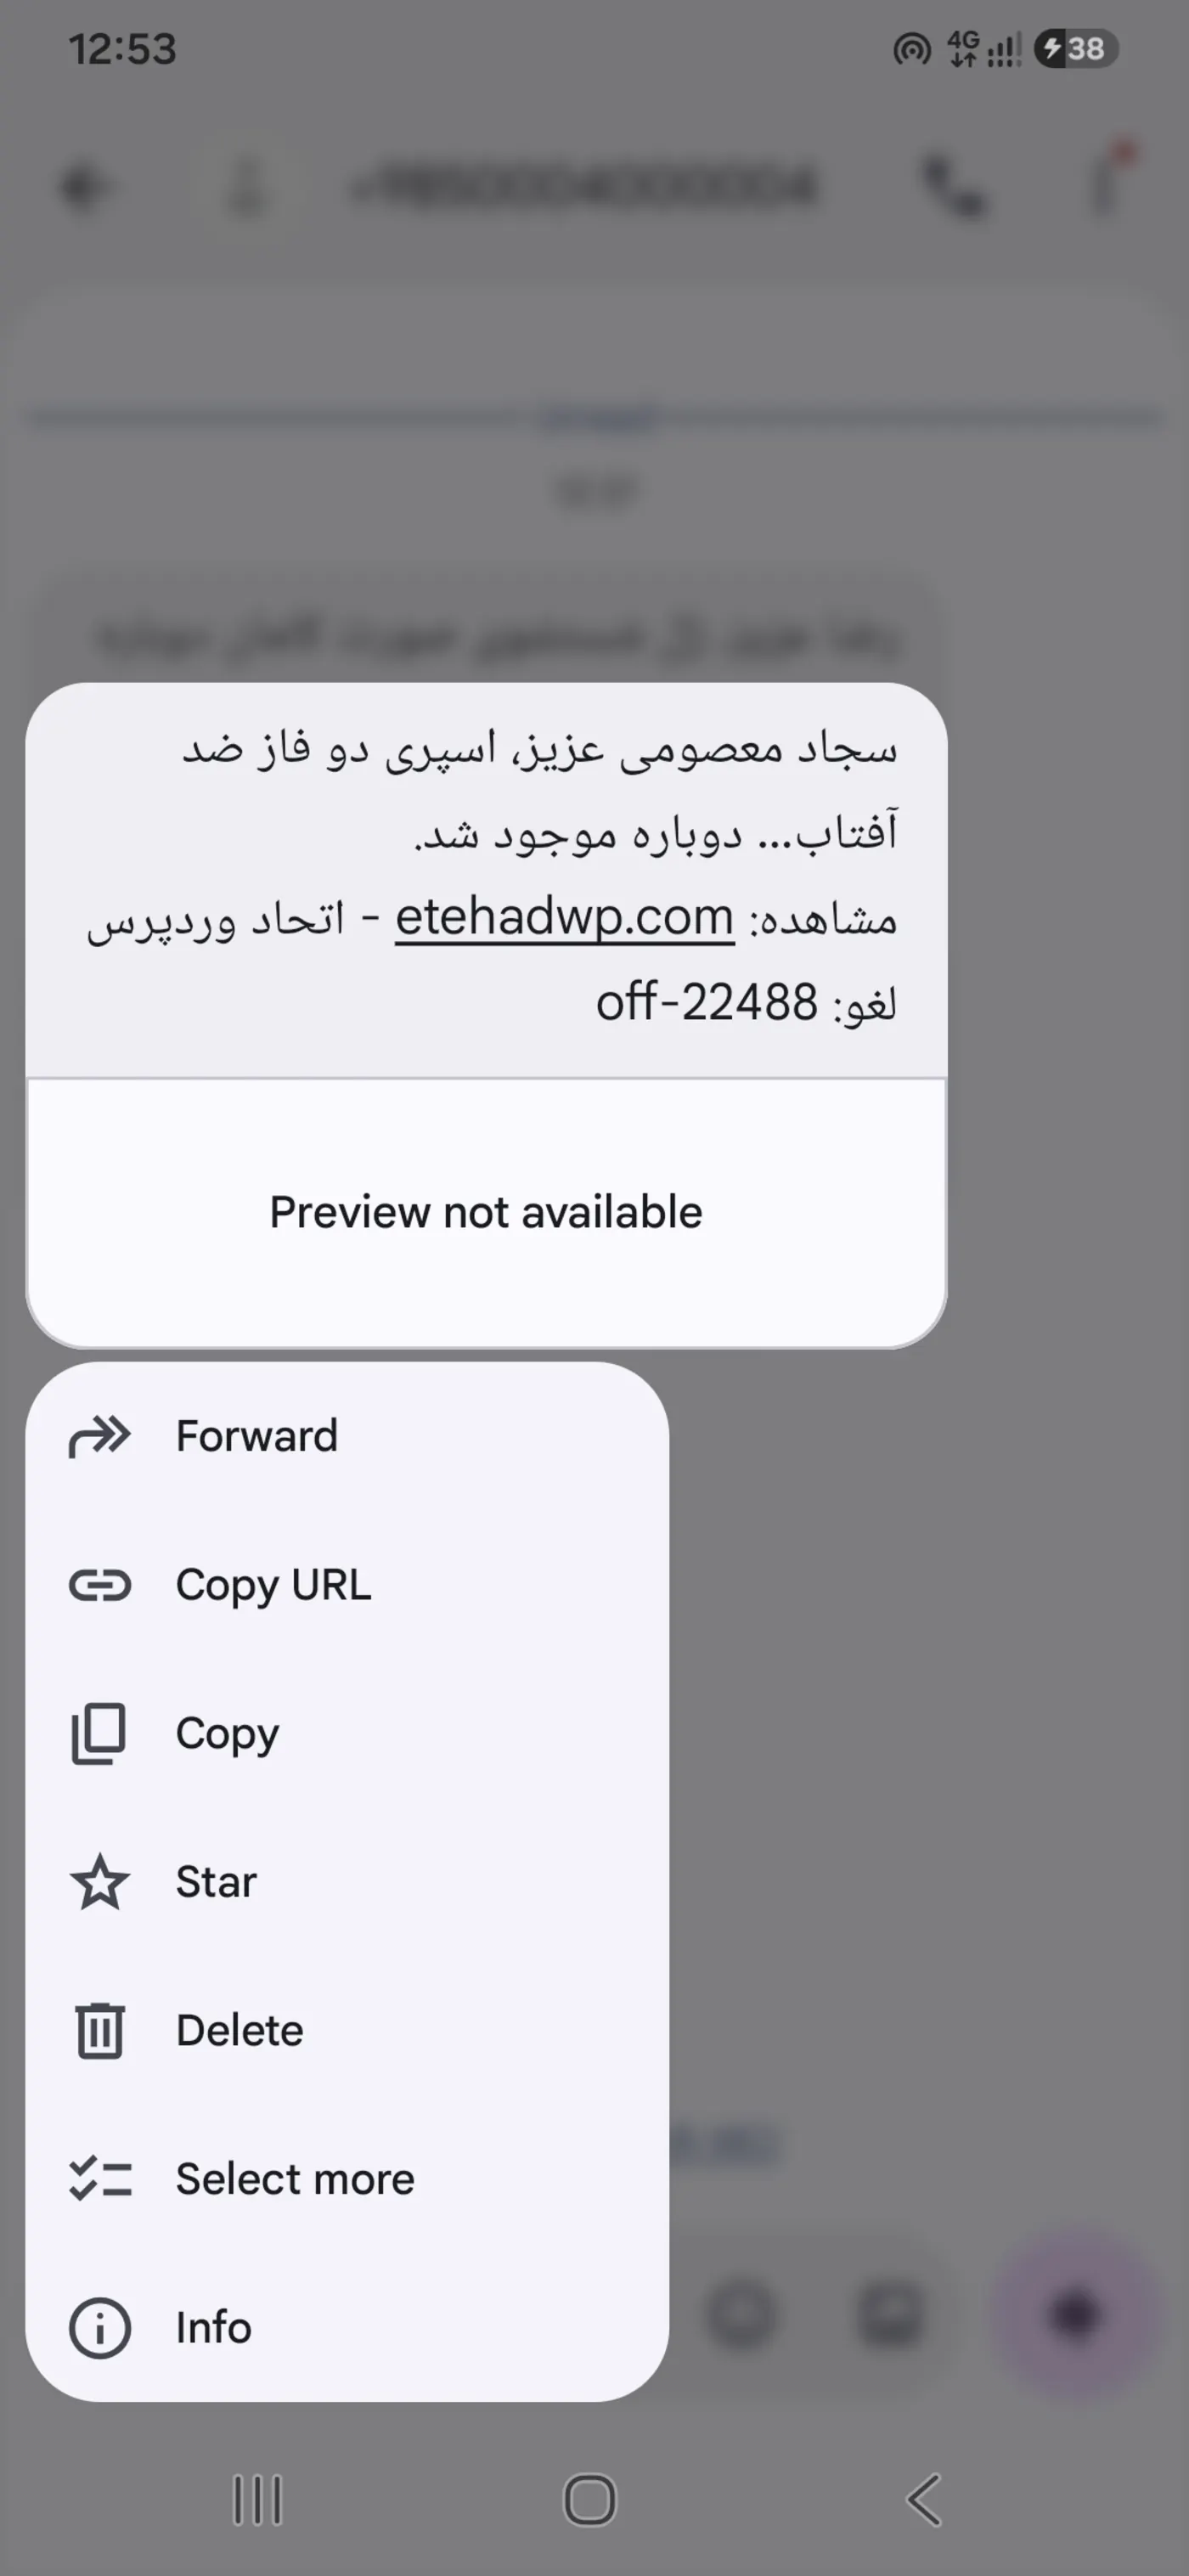 12:53
4G
38
سجاد معصومی عزیز، اسپری دو فاز ضد
آفتاب... دوباره موجود شد.
مشاهده: etehadwp.com - اتحاد وردپرس
لغو: off-22488
Preview not available
Forward
Copy URL
Copy
Star
Delete
Select more
Info